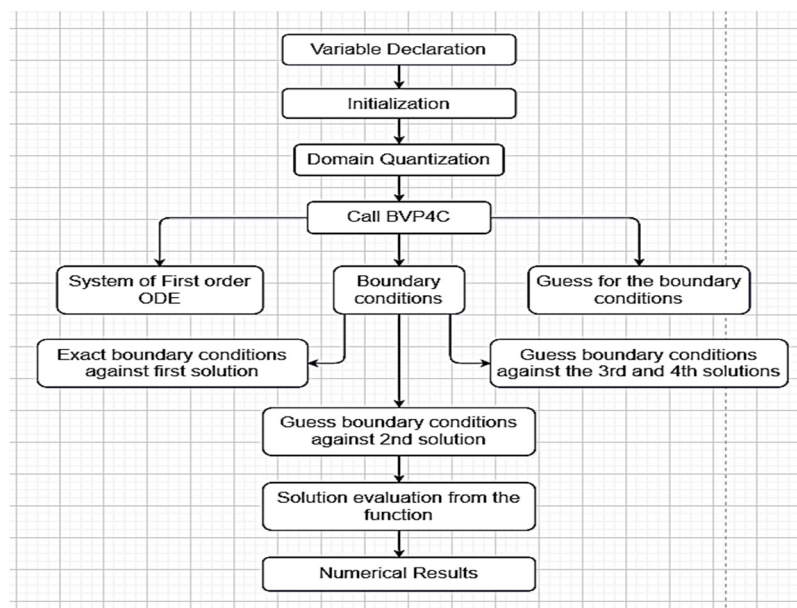 Variable Declaration
Initialization
Domain Quantization
Call BVP4C
System of First order
ODE
Boundary
conditions
Guess for the boundary
conditions
Exact boundary conditions
against first solution
Guess boundary conditions
against the 3rd and 4th solutions
Guess boundary conditions
against 2nd solution
Solution evaluation from the
function
Numerical Results